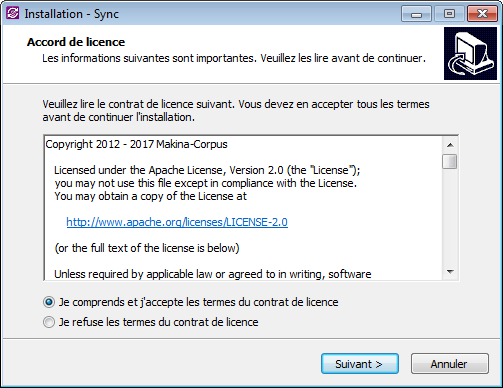 Installation - Sync
Accord de licence
Les informations suivantes sont importantes. Veuillez les lire avant de continuer.
Veuillez lire le contrat de licence suivant. Vous devez en accepter tous les termes
avant de continuer l'installation.
Copyright 2012 - 2017 Makina-Corpus
Licensed under the Apache License, Version 2.0 (the "License");
you may not use this file except in compliance with the License.
You may obtain a copy of the License at
http://www.apache.org/licenses/LICENSE-2.0
(or the full text of the license is below)
Unless required by applicable law or agreed to in writing, software
Je comprends et j'accepte les termes du contrat de licence
Je refuse les termes du contrat de licence
Suivant >
Annuler